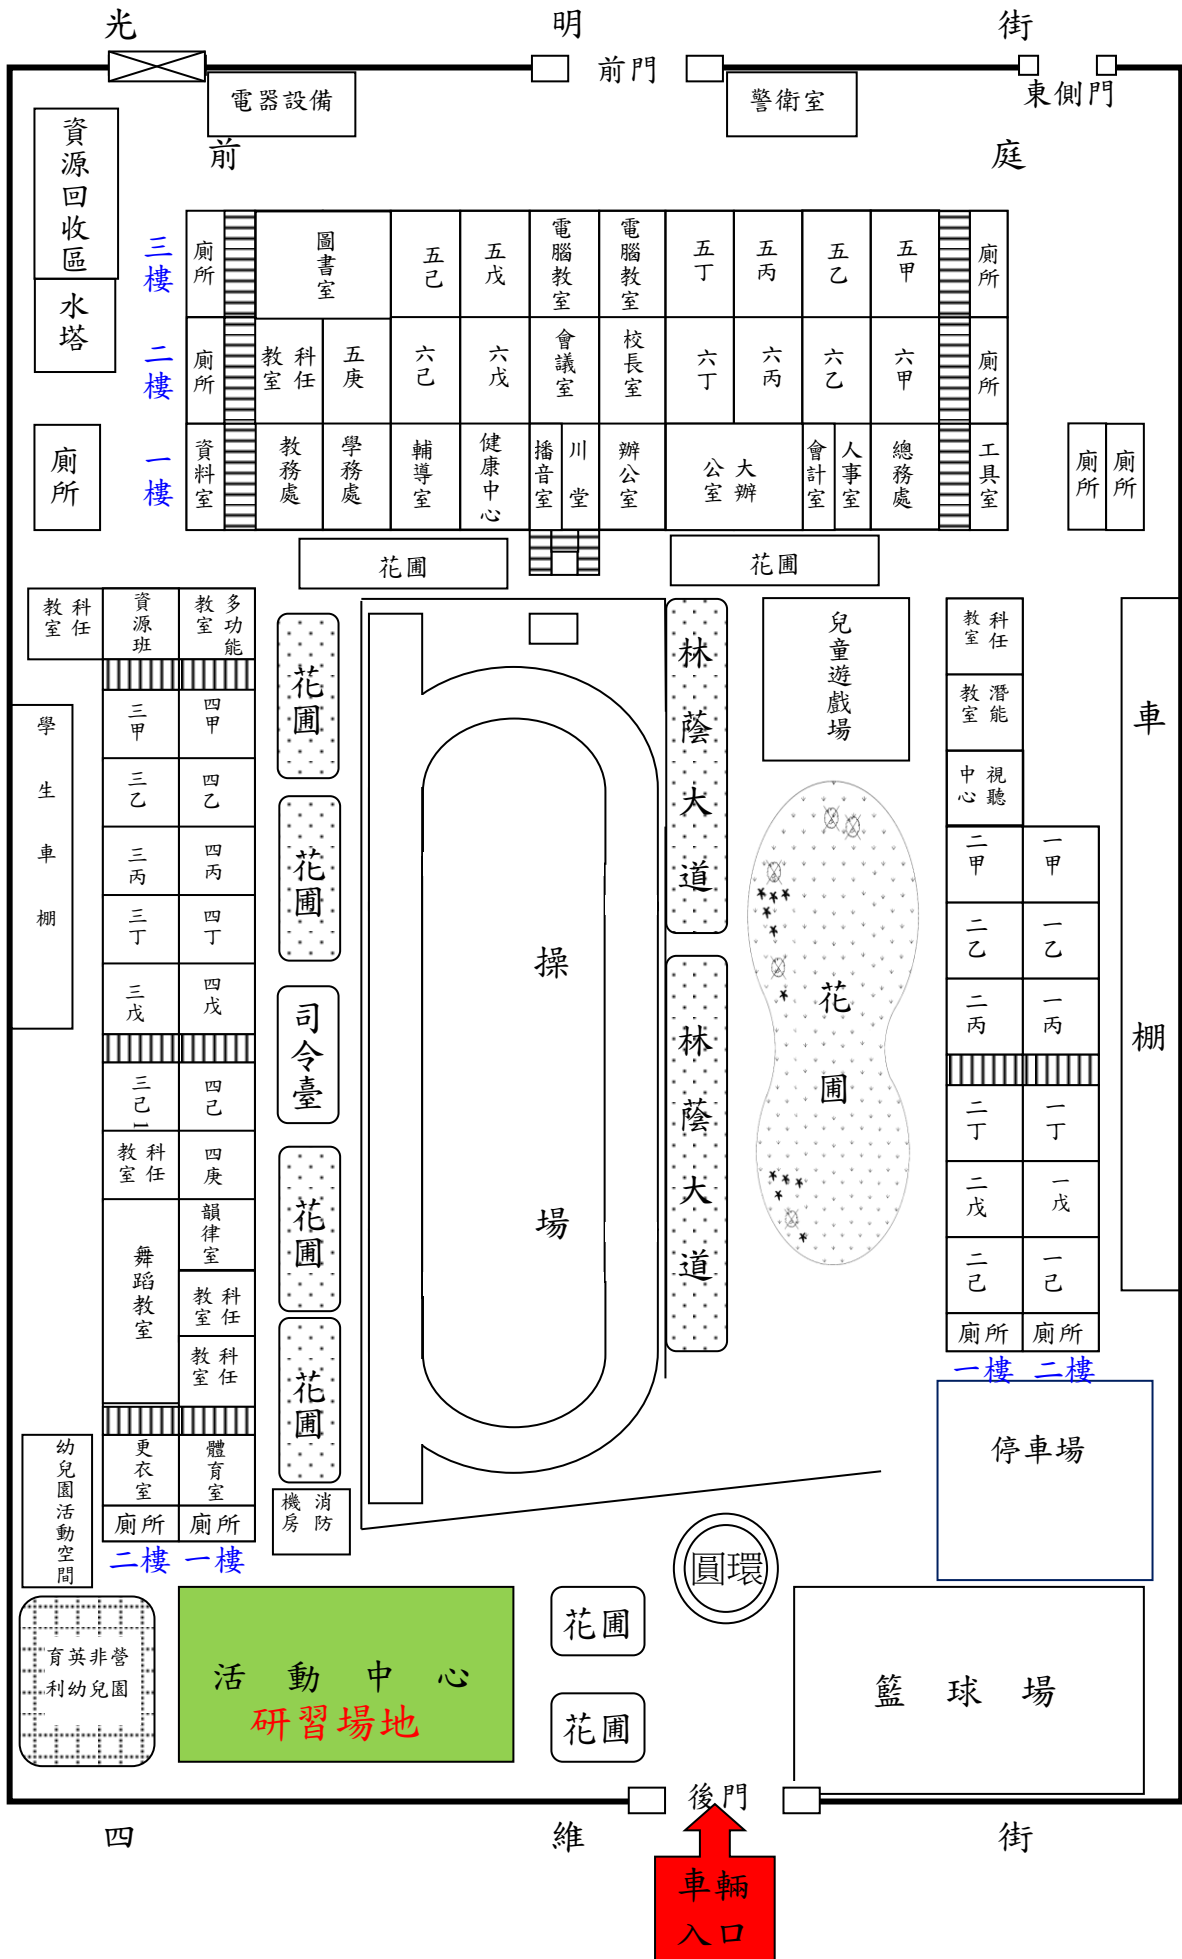 光 明 街
前門
東側門
電器設備
警衛室
前 庭
資源回收區
水塔
廁所
三樓
廁所
圖書室
五己
五戊
電腦教室
電腦教室
五丁
五丙
五乙
五甲
廁所
二樓
廁所
科任教室
五庚
六己
六戊
會議室
校長室
六丁
六丙
六乙
六甲
廁所
一樓
資料室
教務處
學務處
輔導室
健康中心
播音室
川堂
辦公室
大辦公室
會計室
人事室
總務處
工具室
廁所
廁所
花圃
花圃
科任教室
資源班
多功能教室
學生車棚
三甲
四甲
三乙
四乙
三丙
四丙
三丁
四丁
三戊
四戊
三己1
四己
科任教室
四庚
舞蹈教室
韻律室
科任教室
科任教室
更衣室
體育室
廁所
廁所
二樓 一樓
花圃
花圃
司令臺
花圃
花圃
消防機房
操場
林蔭大道
林蔭大道
兒童遊戲場
花圃
科任教室
潛能教室
視聽中心
二甲
一甲
二乙
一乙
二丙
一丙
二丁
一丁
二戊
一戊
二己
一己
廁所
廁所
一樓 二樓
車棚
停車場
幼兒園活動空間
育英非營
利幼兒園
活動中心
研習場地
花圃
花圃
圓環
籃球場
後門
四 維 街
車輛
入口